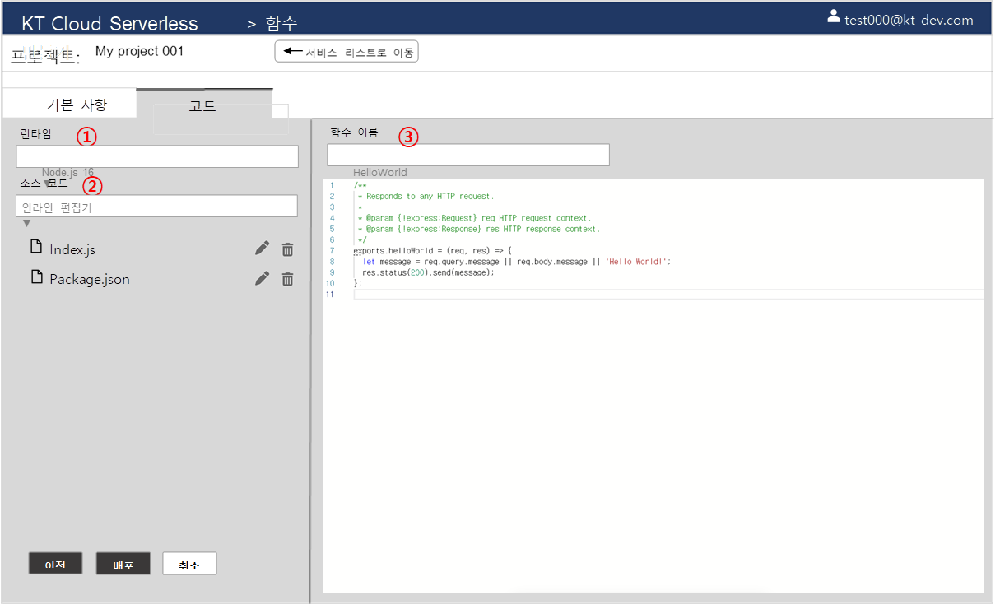 KT Cloud Serverless > 함수 test000@kt-dev.com
프로젝트: My project 001 서비스 리스트로 이동
기본 사항 코드
런타임 ①
Node.js 16
소스 코드 ②
인라인 편집기
Index.js
Package.json
이전 배포 취소
함수 이름 ③
HelloWorld
1 /**
2 * Responds to any HTTP request.
3 *
4 * @param {!express:Request} req HTTP request context.
5 * @param {!express:Response} res HTTP response context.
6 */
7 exports.helloWorld = (req, res) => {
8 let message = req.query.message || req.body.message || 'Hello World!';
9 res.status(200).send(message);
10 };
11